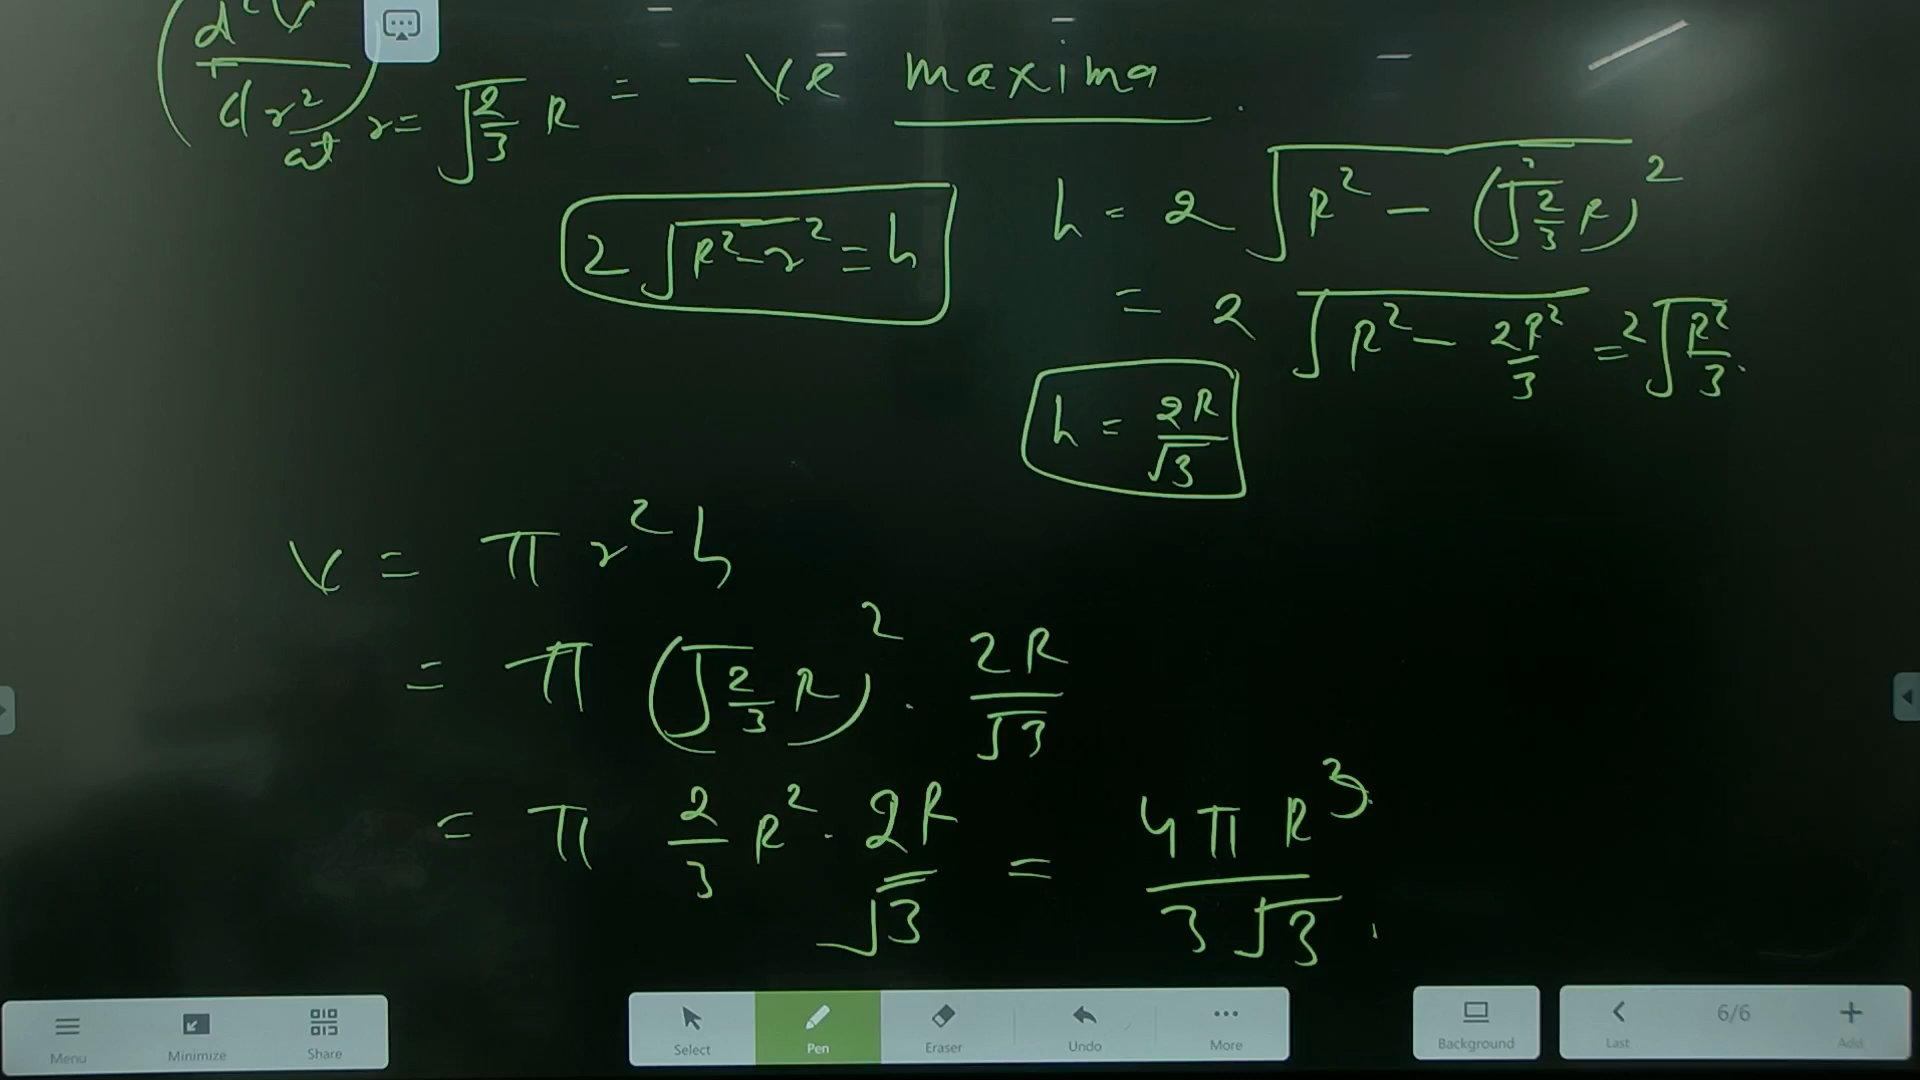 (d²V/dr²) at r = √(2/3) R = -ve maxima.
2√(R²-r²) = h
h = 2√(R² - (√(2/3) R)²)
= 2√(R² - 2R²/3) = 2√(R²/3).
h = 2R/√3
V = πr²h
= π(√(2/3) R)² . 2R/√3
= π 2/3 R² . 2R/√3 = 4πR³/3√3.
Menu
Minimize
Share
Select
Pen
Eraser
Undo
More
Background
Last
6/6
Add